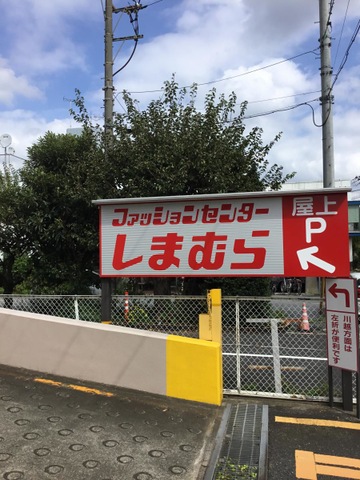 ファッションセンター
しまむら
屋上
P
川越方面は
左折が便利です